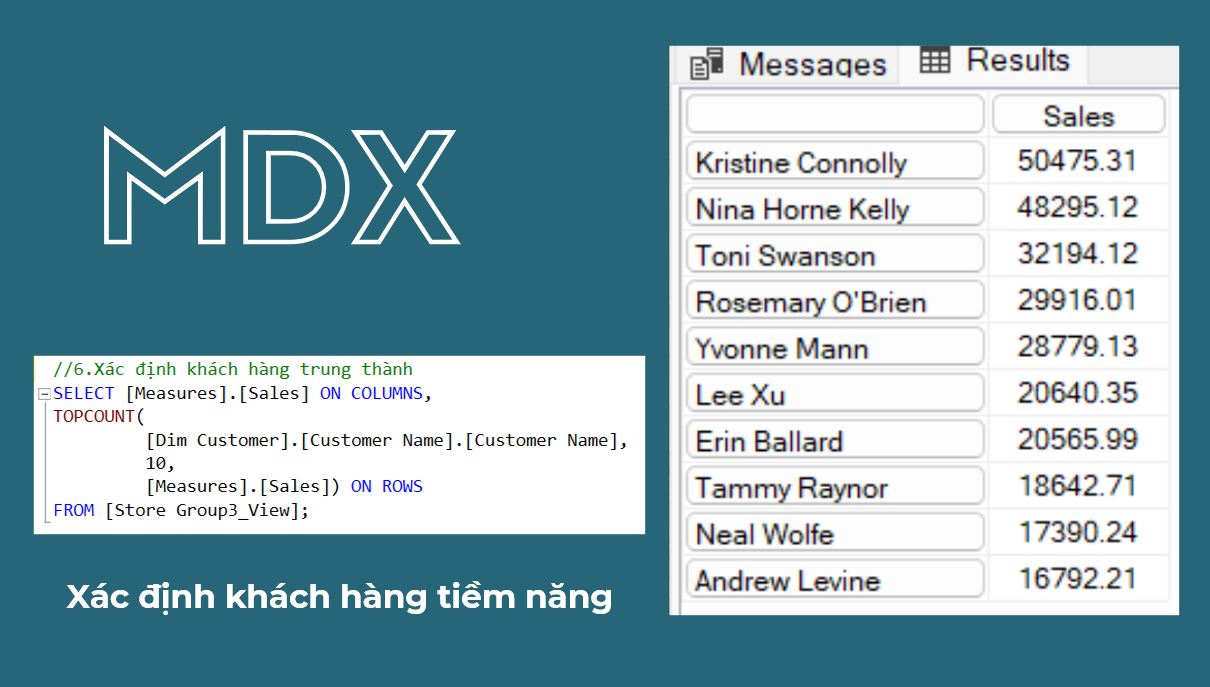 MDX
//6.Xác định khách hàng trung thành
SELECT [Measures].[Sales] ON COLUMNS,
TOPCOUNT(
[Dim Customer].[Customer Name].[Customer Name],
10,
[Measures].[Sales]) ON ROWS
FROM [Store Group3_View];
Xác định khách hàng tiềm năng
Messages Results
Sales
Kristine Connolly 50475.31
Nina Horne Kelly 48295.12
Toni Swanson 32194.12
Rosemary O'Brien 29916.01
Yvonne Mann 28779.13
Lee Xu 20640.35
Erin Ballard 20565.99
Tammy Raynor 18642.71
Neal Wolfe 17390.24
Andrew Levine 16792.21